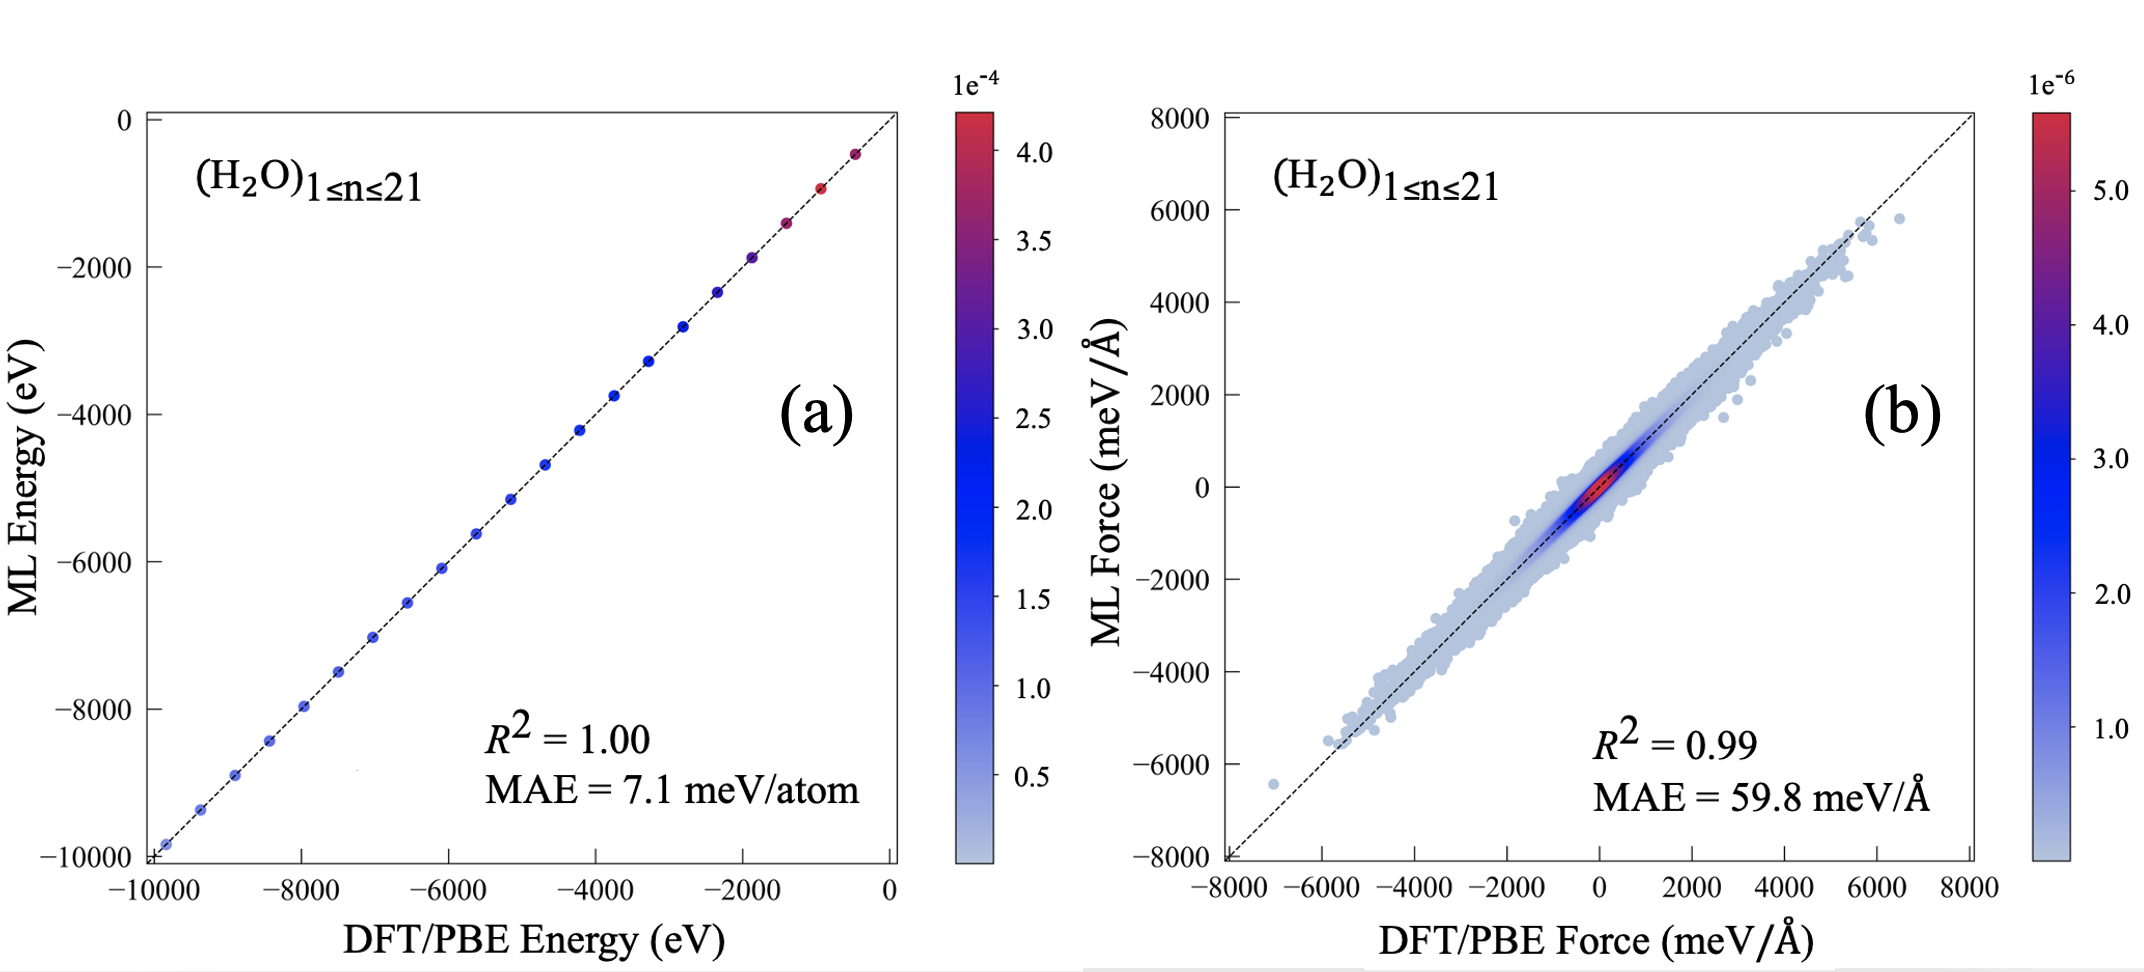 1e⁻⁴
0
−2000
−4000
−6000
−8000
−10000
ML Energy (eV)
(H₂O)₁≤ₙ≤₂₁
(a)
R² = 1.00
MAE = 7.1 meV/atom
−10000 −8000 −6000 −4000 −2000 0
DFT/PBE Energy (eV)
4.0
3.5
3.0
2.5
2.0
1.5
1.0
0.5
1e⁻⁶
8000
6000
4000
2000
0
−2000
−4000
−6000
−8000
ML Force (meV/Å)
(H₂O)₁≤ₙ≤₂₁
(b)
R² = 0.99
MAE = 59.8 meV/Å
−8000 −6000 −4000 −2000 0 2000 4000 6000 8000
DFT/PBE Force (meV/Å)
5.0
4.0
3.0
2.0
1.0